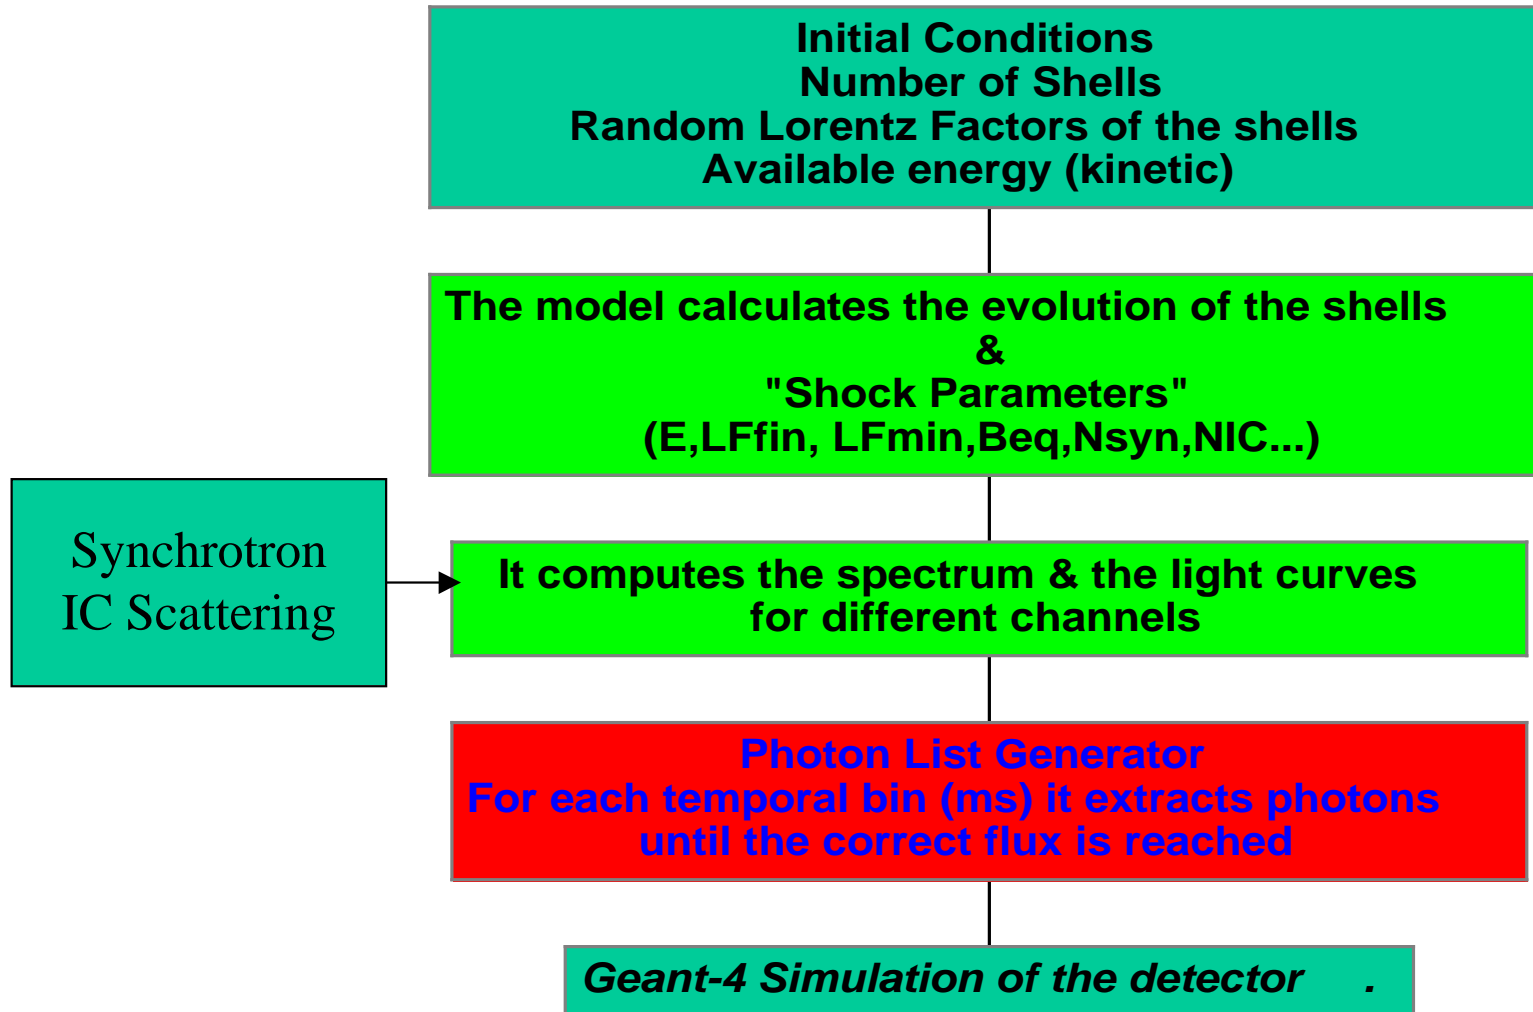 Initial Conditions
Number of Shells
Random Lorentz Factors of the shells
Available energy (kinetic)
The model calculates the evolution of the shells
&
"Shock Parameters"
(E,LFfin, LFmin,Beq,Nsyn,NIC...)
Synchrotron
IC Scattering
It computes the spectrum & the light curves
for different channels
Photon List Generator
For each temporal bin (ms) it extracts photons
until the correct flux is reached
Geant-4 Simulation of the detector .